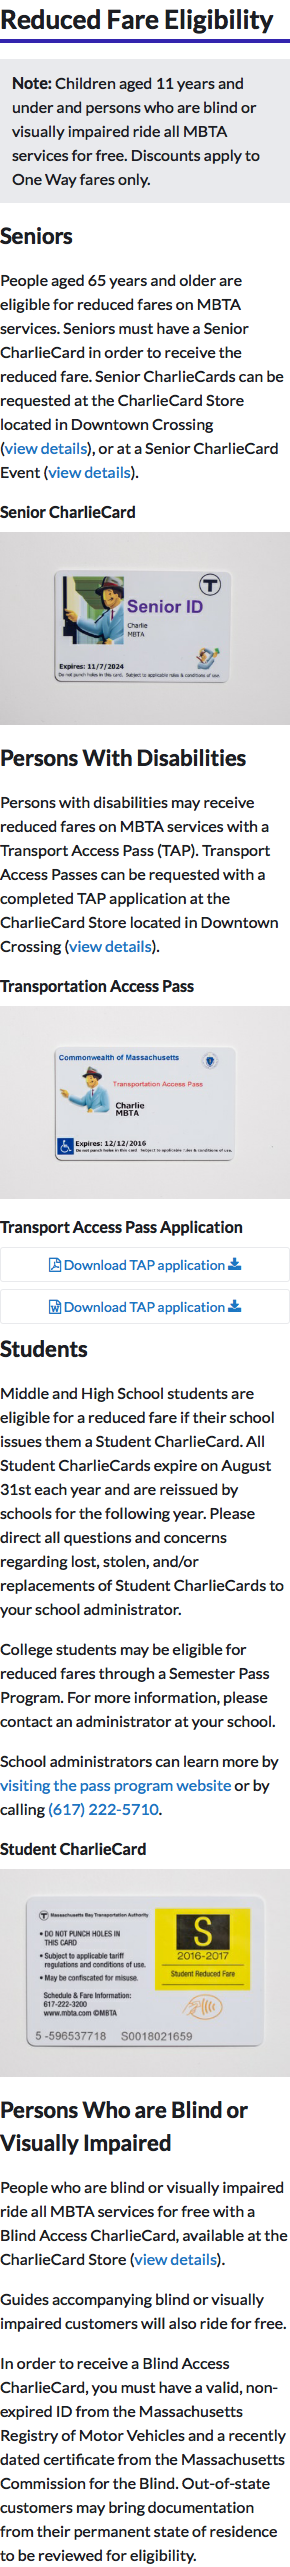 Reduced Fare Eligibility
Note: Children aged 11 years and
under and persons who are blind or
visually impaired ride all MBTA
services for free. Discounts apply to
One Way fares only.
Seniors
People aged 65 years and older are
eligible for reduced fares on MBTA
services. Seniors must have a Senior
CharlieCard in order to receive the
reduced fare. Senior CharlieCards can be
requested at the CharlieCard Store
located in Downtown Crossing
(view details), or at a Senior CharlieCard
Event (view details).
Senior CharlieCard
T
Senior ID
Charlie
MBTA
Expires: 11/7/2024
Do not punch holes in this card. Subject to applicable rules & conditions of use.
Persons With Disabilities
Persons with disabilities may receive
reduced fares on MBTA services with a
Transport Access Pass (TAP). Transport
Access Passes can be requested with a
completed TAP application at the
CharlieCard Store located in Downtown
Crossing (view details).
Transportation Access Pass
Commonwealth of Massachusetts
Transportation Access Pass
Charlie
MBTA
Expires: 12/12/2016
Do not punch holes in this card Subject to applicable rules & conditions of use.
Transport Access Pass Application
Download TAP application
Download TAP application
Students
Middle and High School students are
eligible for a reduced fare if their school
issues them a Student CharlieCard. All
Student CharlieCards expire on August
31st each year and are reissued by
schools for the following year. Please
direct all questions and concerns
regarding lost, stolen, and/or
replacements of Student CharlieCards to
your school administrator.
College students may be eligible for
reduced fares through a Semester Pass
Program. For more information, please
contact an administrator at your school.
School administrators can learn more by
visiting the pass program website or by
calling (617) 222-5710.
Student CharlieCard
T Massachusetts Bay Transportation Authority
• DO NOT PUNCH HOLES IN
THIS CARD
• Subject to applicable tariff
regulations and conditions of use.
• May be confiscated for misuse.
Schedule & Fare Information:
617-222-3200
www.mbta.com ©MBTA
S
2016-2017
Student Reduced Fare
5 -596537718 S0018021659
Persons Who are Blind or
Visually Impaired
People who are blind or visually impaired
ride all MBTA services for free with a
Blind Access CharlieCard, available at the
CharlieCard Store (view details).
Guides accompanying blind or visually
impaired customers will also ride for free.
In order to receive a Blind Access
CharlieCard, you must have a valid, non-
expired ID from the Massachusetts
Registry of Motor Vehicles and a recently
dated certificate from the Massachusetts
Commission for the Blind. Out-of-state
customers may bring documentation
from their permanent state of residence
to be reviewed for eligibility.